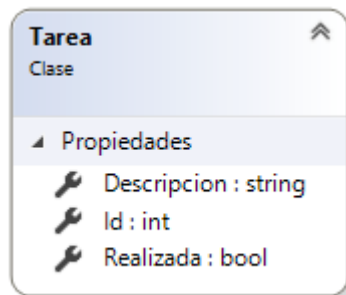 Tarea
Clase
Propiedades
Descripcion : string
Id : int
Realizada : bool